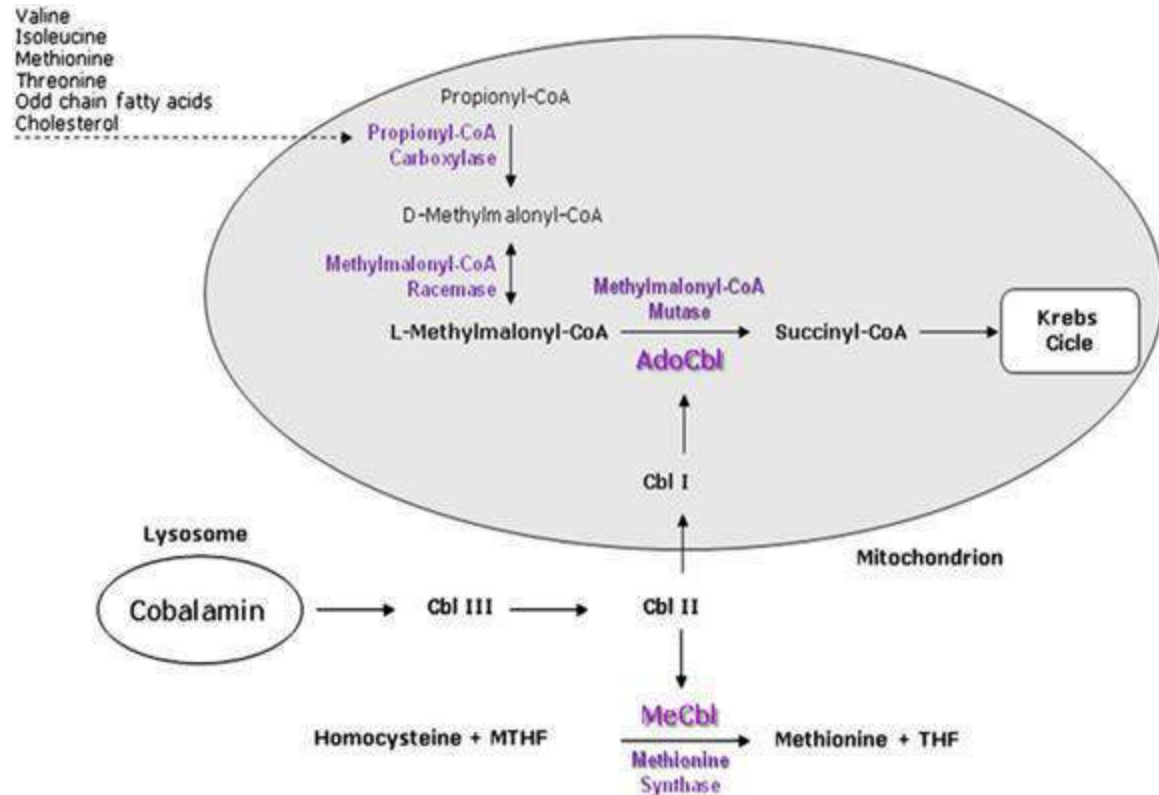 Valine
Isoleucine
Methionine
Threonine
Odd chain fatty acids
Cholesterol
Propionyl-CoA
Propionyl-CoA
Carboxylase
D-Methylmalonyl-CoA
Methylmalonyl-CoA
Racemase
Methylmalonyl-CoA
Mutase
L-Methylmalonyl-CoA
AdoCbl
Succinyl-CoA
Krebs
Cicle
Cbl I
Lysosome
Mitochondrion
Cobalamin
Cbl III
Cbl II
MeCbl
Homocysteine + MTHF
Methionine + THF
Methionine
Synthase